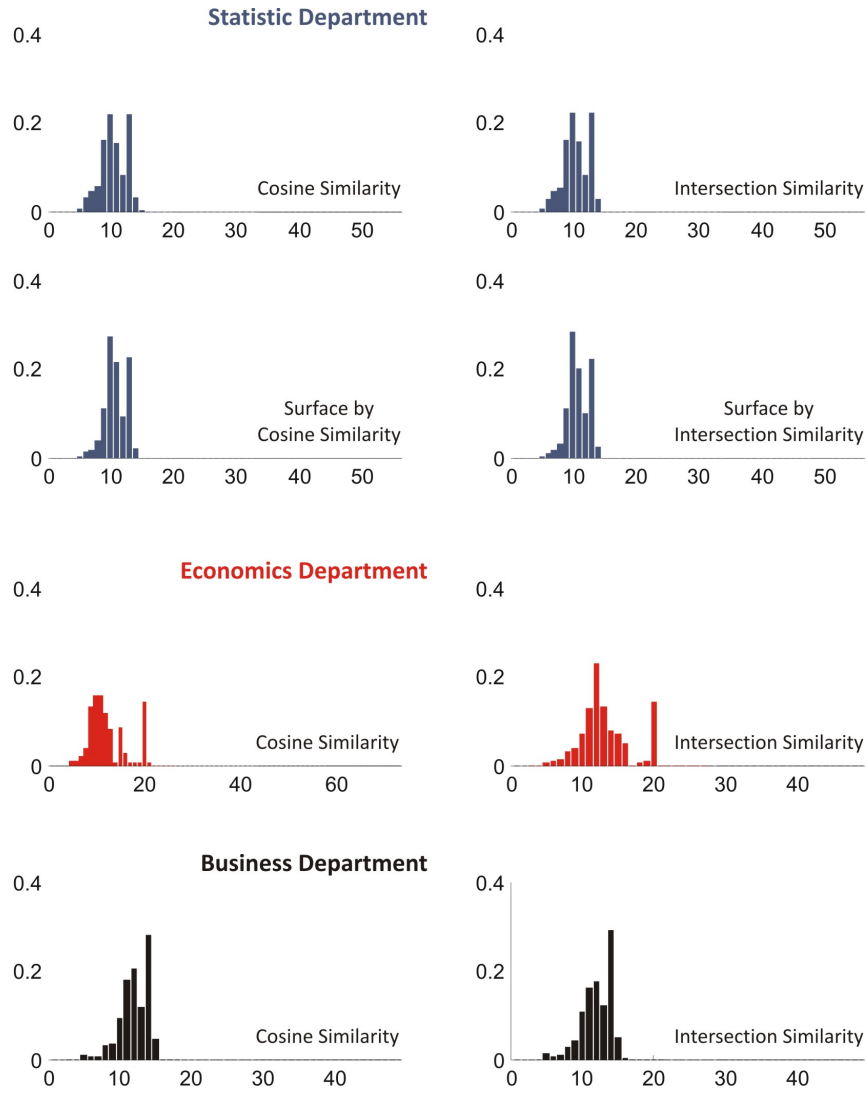 Statistic Department
0.4
0.2
0
Cosine Similarity
0 10 20 30 40 50
0.4
0.2
0
Intersection Similarity
0 10 20 30 40 50
0.4
0.2
0
Surface by
Cosine Similarity
0 10 20 30 40 50
0.4
0.2
0
Surface by
Intersection Similarity
0 10 20 30 40 50
Economics Department
0.4
0.2
0
Cosine Similarity
0 20 40 60
0.4
0.2
0
Intersection Similarity
0 10 20 30 40
Business Department
0.4
0.2
0
Cosine Similarity
0 10 20 30 40
0.4
0.2
0
Intersection Similarity
0 10 20 30 40